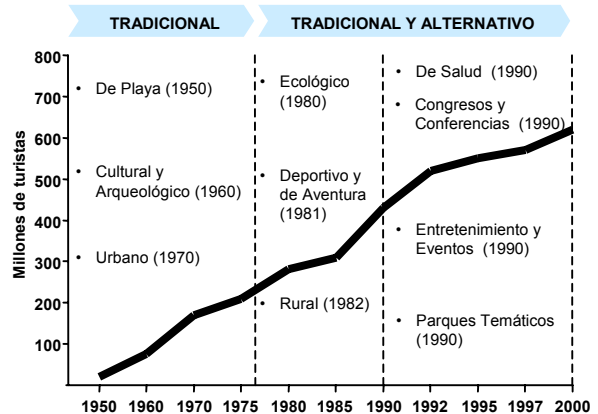 TRADICIONAL
TRADICIONAL Y ALTERNATIVO
Millones de turistas
800
700
600
500
400
300
200
100
• De Playa (1950)
• Cultural y
Arqueológico (1960)
• Urbano (1970)
• Ecológico
(1980)
• Deportivo y
de Aventura
(1981)
• Rural (1982)
• De Salud (1990)
• Congresos y
Conferencias (1990)
• Entretenimiento y
Eventos (1990)
• Parques Temáticos
(1990)
1950 1960 1970 1975 1980 1985 1990 1992 1995 1997 2000